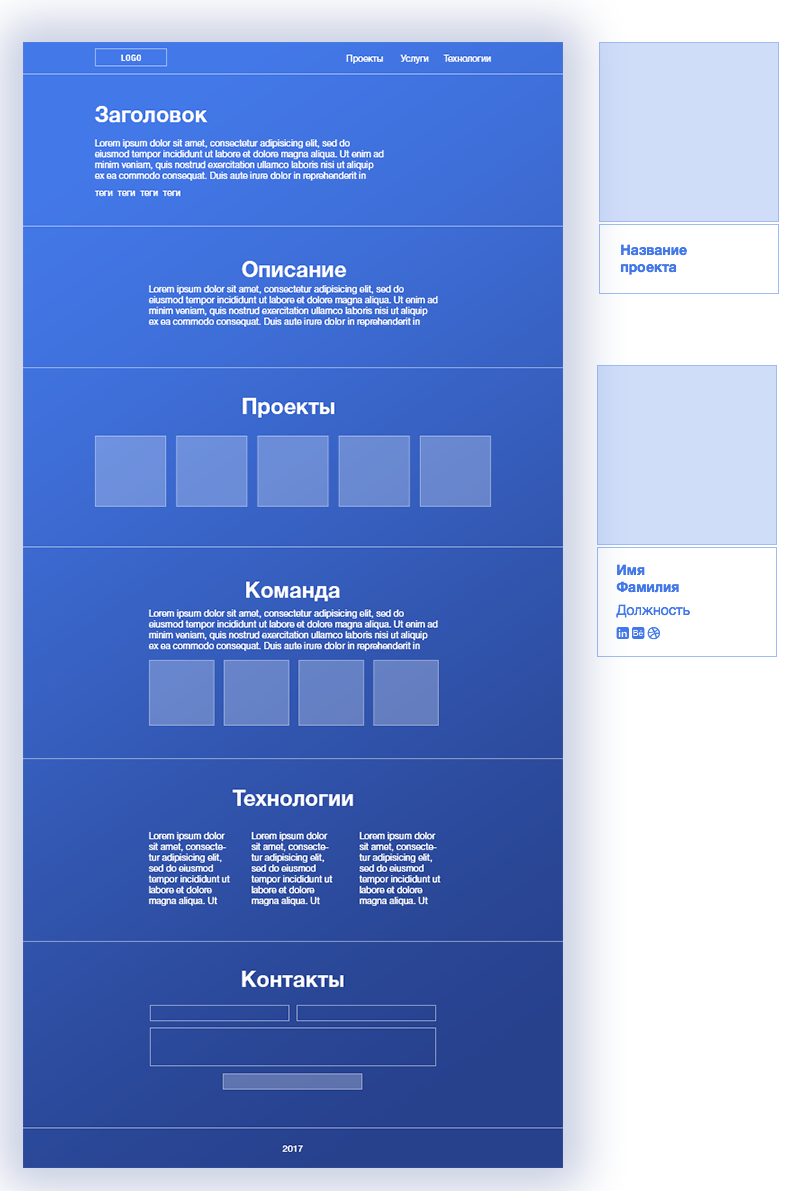 LOGO
Проекты Услуги Технологии
Заголовок
Lorem ipsum dolor sit amet, consectetur adipisicing elit, sed do
eiusmod tempor incididunt ut labore et dolore magna aliqua. Ut enim ad
minim veniam, quis nostrud exercitation ullamco laboris nisi ut aliquip
ex ea commodo consequat. Duis aute irure dolor in reprehenderit in
теги теги теги теги
Описание
Lorem ipsum dolor sit amet, consectetur adipisicing elit, sed do
eiusmod tempor incididunt ut labore et dolore magna aliqua. Ut enim ad
minim veniam, quis nostrud exercitation ullamco laboris nisi ut aliquip
ex ea commodo consequat. Duis aute irure dolor in reprehenderit in
Проекты
Команда
Lorem ipsum dolor sit amet, consectetur adipisicing elit, sed do
eiusmod tempor incididunt ut labore et dolore magna aliqua. Ut enim ad
minim veniam, quis nostrud exercitation ullamco laboris nisi ut aliquip
ex ea commodo consequat. Duis aute irure dolor in reprehenderit in
Технологии
Lorem ipsum dolor
sit amet, consecte-
tur adipisicing elit,
sed do eiusmod
tempor incididunt ut
labore et dolore
magna aliqua. Ut
Lorem ipsum dolor
sit amet, consecte-
tur adipisicing elit,
sed do eiusmod
tempor incididunt ut
labore et dolore
magna aliqua. Ut
Lorem ipsum dolor
sit amet, consecte-
tur adipisicing elit,
sed do eiusmod
tempor incididunt ut
labore et dolore
magna aliqua. Ut
Контакты
2017
Название
проекта
Имя
Фамилия
Должность
in Bē